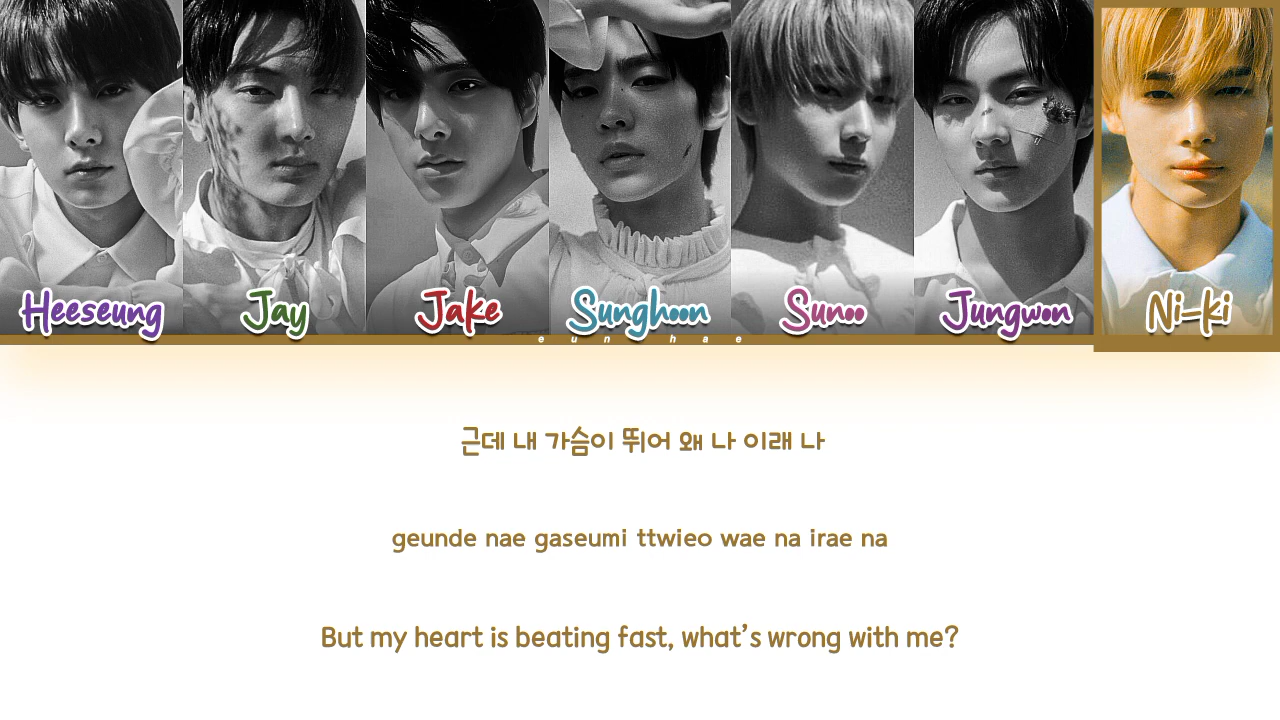 Heeseung Jay Jake Sunghoon Sunoo Jungwon Ni-ki
eun hae
근데 내 가슴이 뛰어 왜 나 이래 나
geunde nae gaseumi ttwieo wae na irae na
But my heart is beating fast, what's wrong with me?